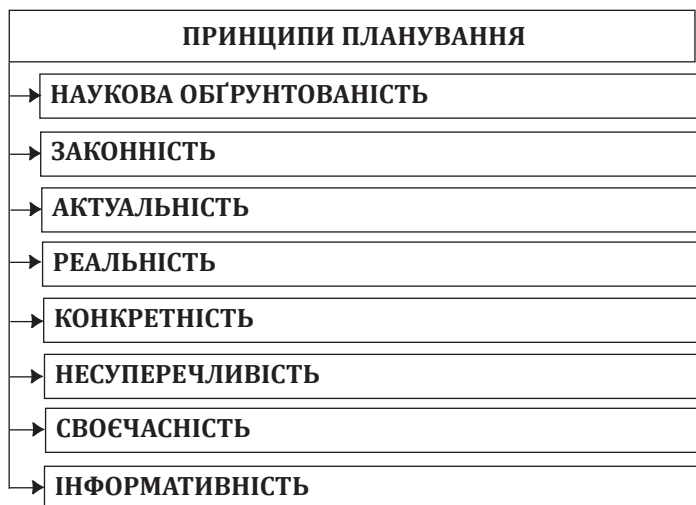 ПРИНЦИПИ ПЛАНУВАННЯ
НАУКОВА ОБҐРУНТОВАНІСТЬ
ЗАКОННІСТЬ
АКТУАЛЬНІСТЬ
РЕАЛЬНІСТЬ
КОНКРЕТНІСТЬ
НЕСУПЕРЕЧЛИВІСТЬ
СВОЄЧАСНІСТЬ
ІНФОРМАТИВНІСТЬ